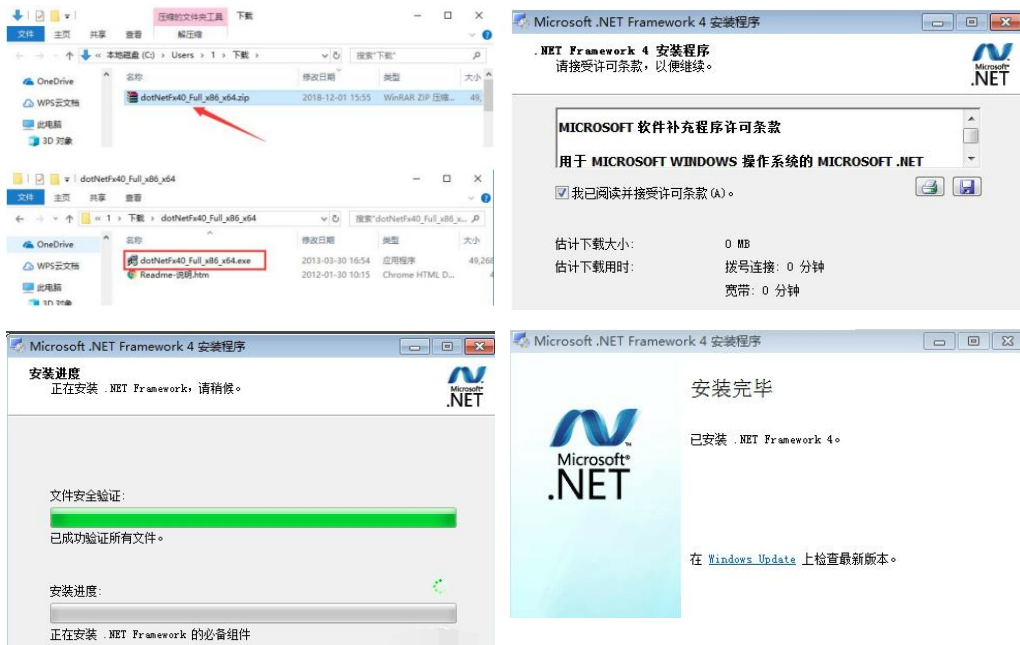 压缩的文件夹工具 下载
文件 主页 共享 查看 解压缩
« 本地磁盘 (C:) › Users › 1 › 下载 › 搜索"下载"
名称 修改日期 类型 大小
OneDrive
dotNetFx40_Full_x86_x64.zip 2018-12-01 15:55 WinRAR ZIP 压缩... 49,
WPS云文档
此电脑
3D 对象
dotNetFx40_Full_x86_x64
文件 主页 共享 查看
« 1 › 下载 › dotNetFx40_Full_x86_x64 搜索"dotNetFx40_Full_x86_x...
名称 修改日期 类型 大小
OneDrive
dotNetFx40_Full_x86_x64.exe 2013-03-30 16:54 应用程序 49,268
WPS云文档
Readme-说明.htm 2012-01-30 10:15 Chrome HTML D... 4
此电脑
3D 对象
Microsoft .NET Framework 4 安装程序
.NET Framework 4 安装程序
请接受许可条款，以便继续。
Microsoft®
.NET
MICROSOFT 软件补充程序许可条款
用于 MICROSOFT WINDOWS 操作系统的 MICROSOFT .NET
我已阅读并接受许可条款(A)。
估计下载大小: 0 MB
估计下载用时: 拨号连接: 0 分钟
宽带: 0 分钟
Microsoft .NET Framework 4 安装程序
安装进度
正在安装 .NET Framework，请稍候。
Microsoft®
.NET
文件安全验证:
已成功验证所有文件。
安装进度:
正在安装 .NET Framework 的必备组件
Microsoft .NET Framework 4 安装程序
安装完毕
已安装 .NET Framework 4。
Microsoft®
.NET
在 Windows Update 上检查最新版本。